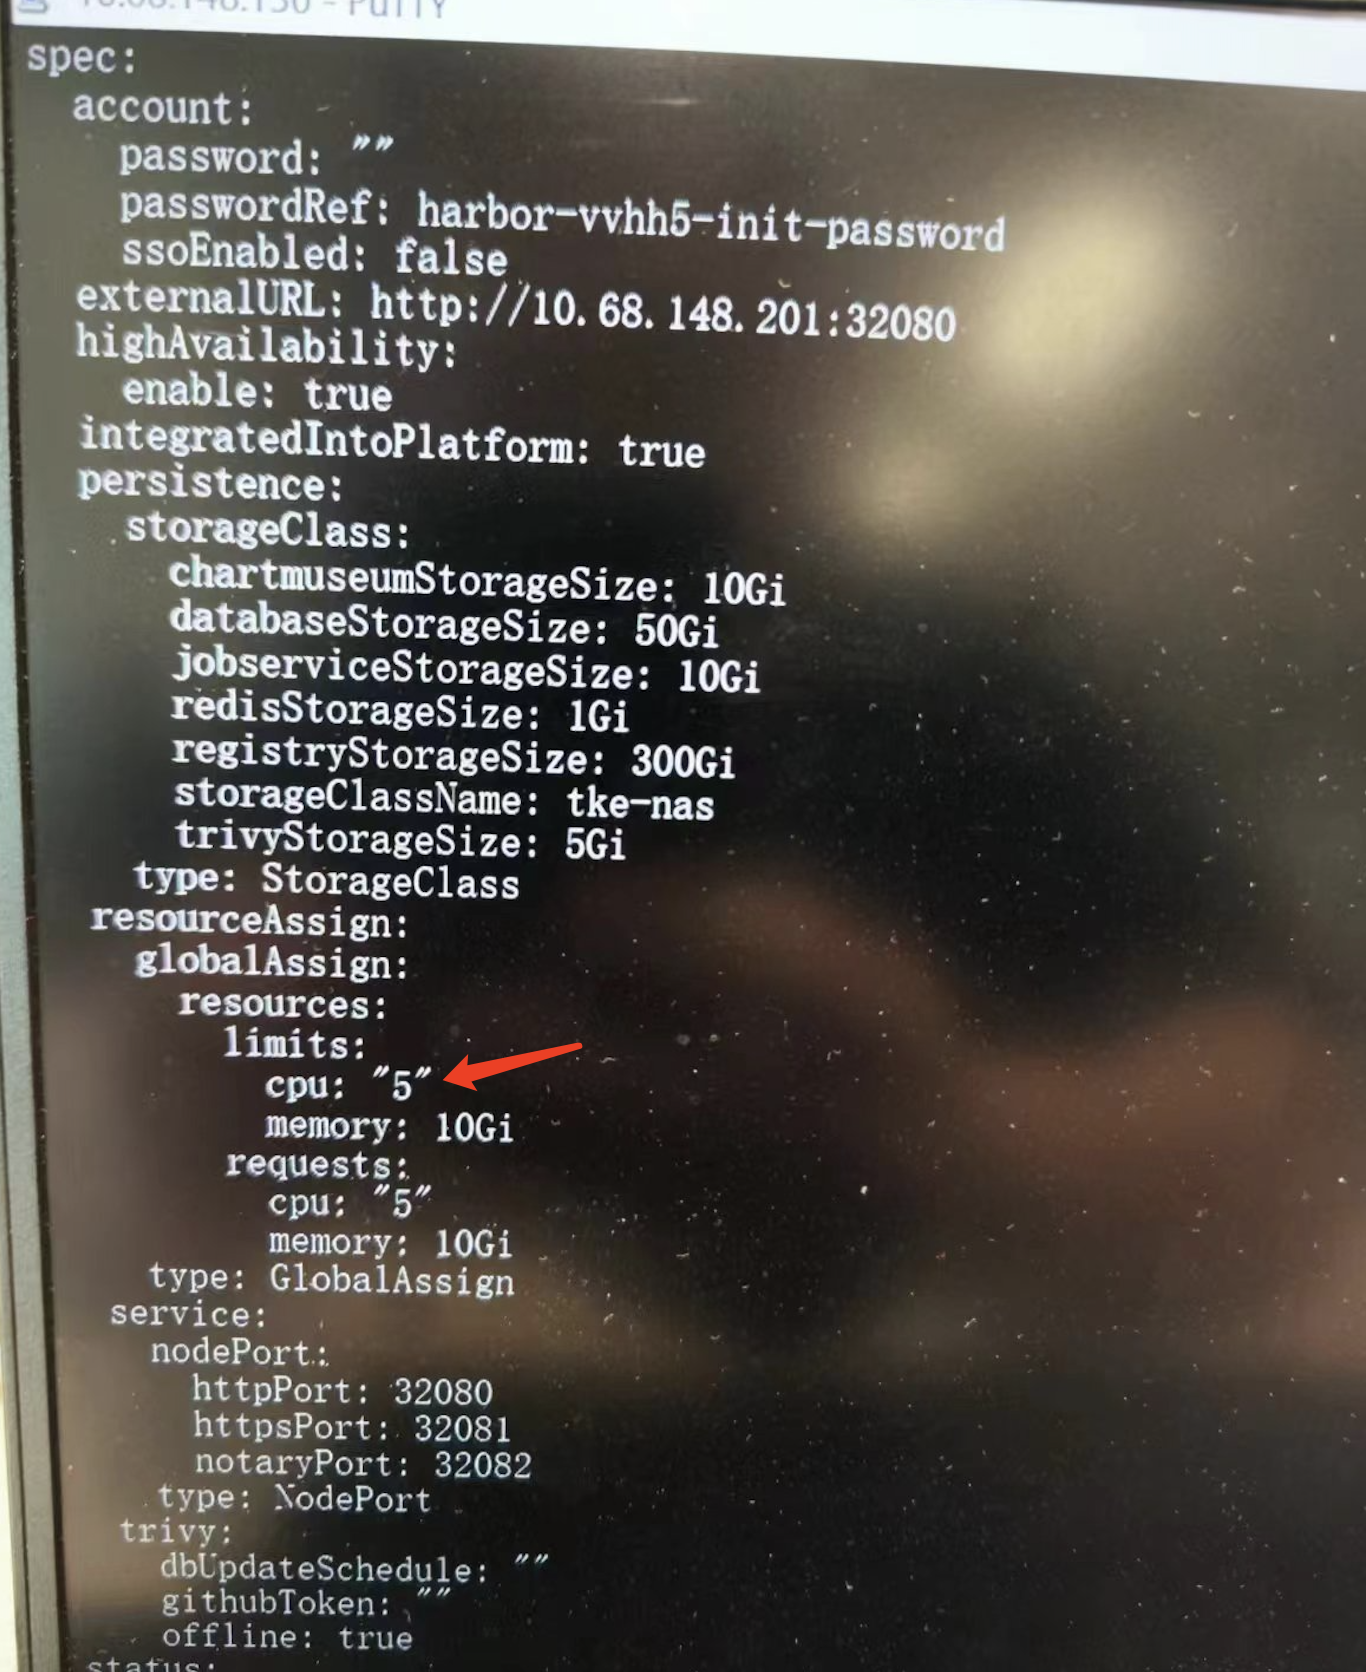 PuTTY
spec:
account:
password: ""
passwordRef: harbor-vvhh5-init-password
ssoEnabled: false
externalURL: http://10.68.148.201:32080
highAvailability:
enable: true
integratedIntoPlatform: true
persistence:
storageClass:
chartmuseumStorageSize: 10Gi
databaseStorageSize: 50Gi
jobserviceStorageSize: 10Gi
redisStorageSize: 1Gi
registryStorageSize: 300Gi
storageClassName: tke-nas
trivyStorageSize: 5Gi
type: StorageClass
resourceAssign:
globalAssign:
resources:
limits:
cpu: "5"
memory: 10Gi
requests:
cpu: "5"
memory: 10Gi
type: GlobalAssign
service:
nodePort:
httpPort: 32080
httpsPort: 32081
notaryPort: 32082
type: NodePort
trivy:
dbUpdateSchedule: ""
githubToken: ""
offline: true
status: